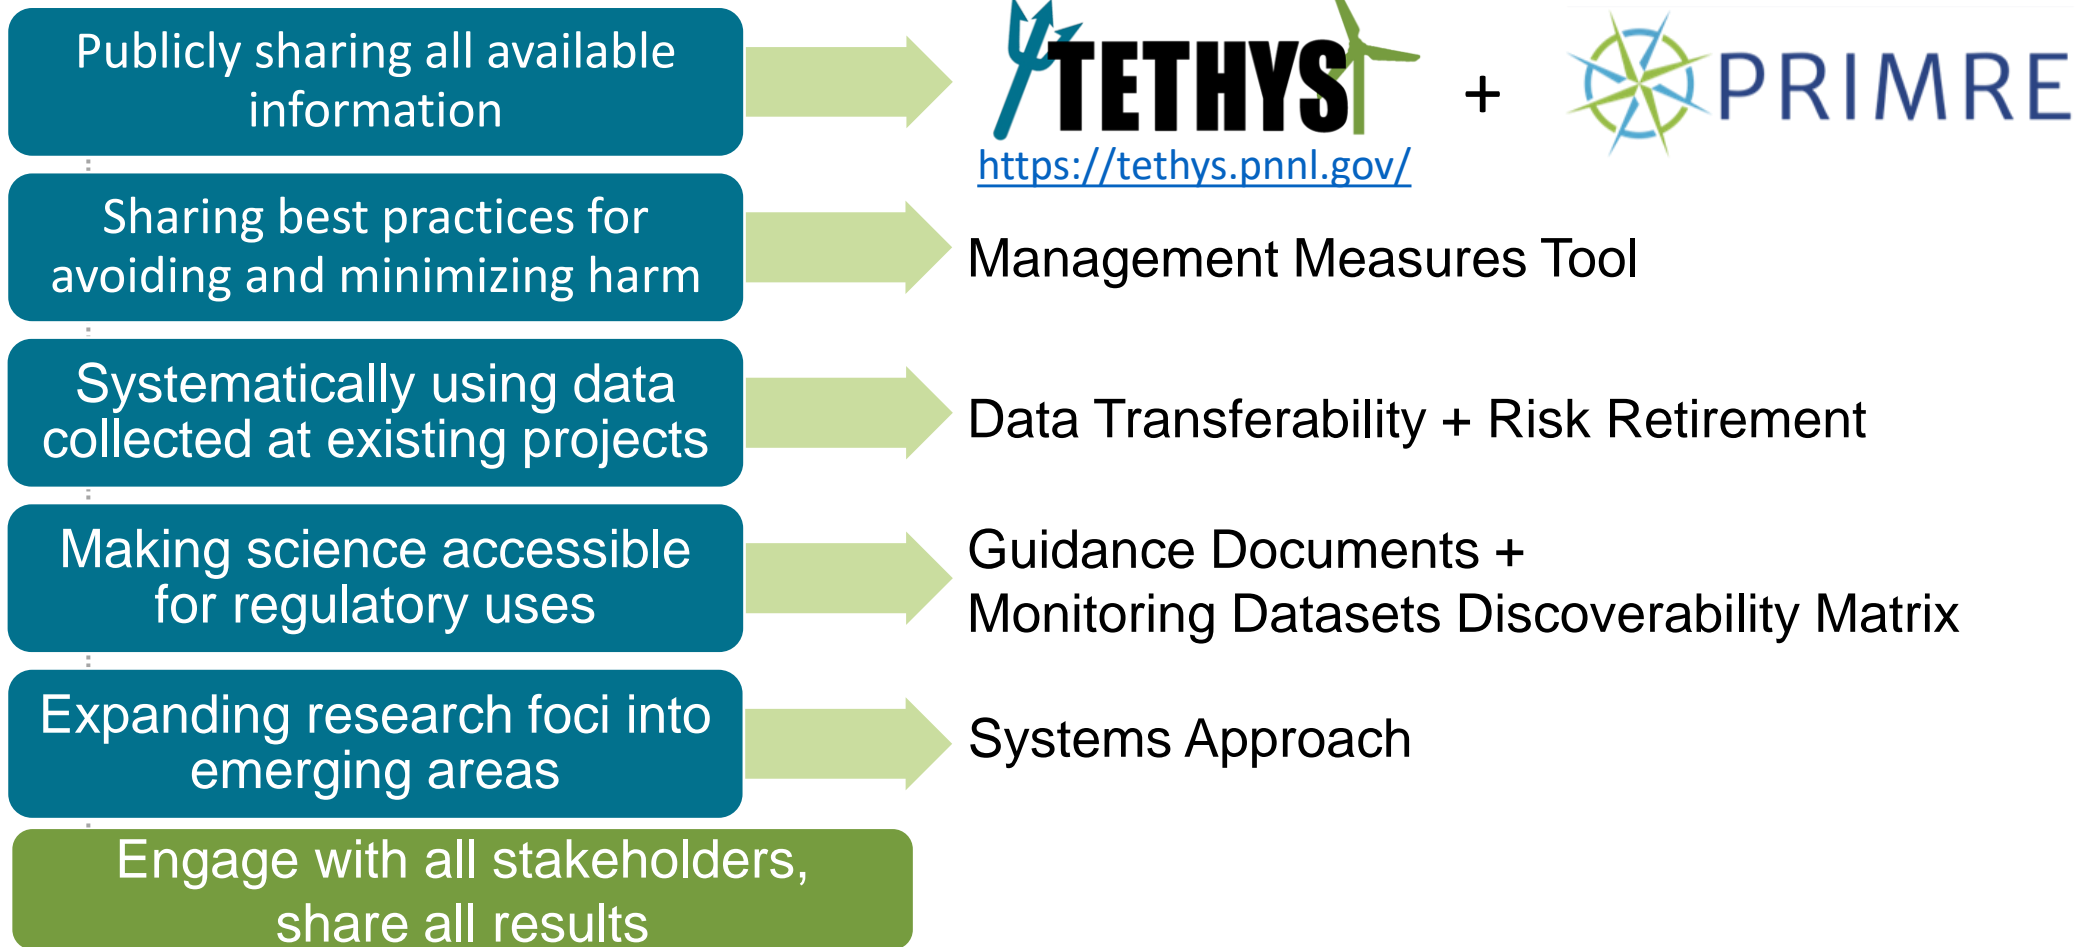 Publicly sharing all available
information
TETHYS
+
PRIMRE
https://tethys.pnnl.gov/
Sharing best practices for
avoiding and minimizing harm
Management Measures Tool
Systematically using data
collected at existing projects
Data Transferability + Risk Retirement
Making science accessible
for regulatory uses
Guidance Documents +
Monitoring Datasets Discoverability Matrix
Expanding research foci into
emerging areas
Systems Approach
Engage with all stakeholders,
share all results